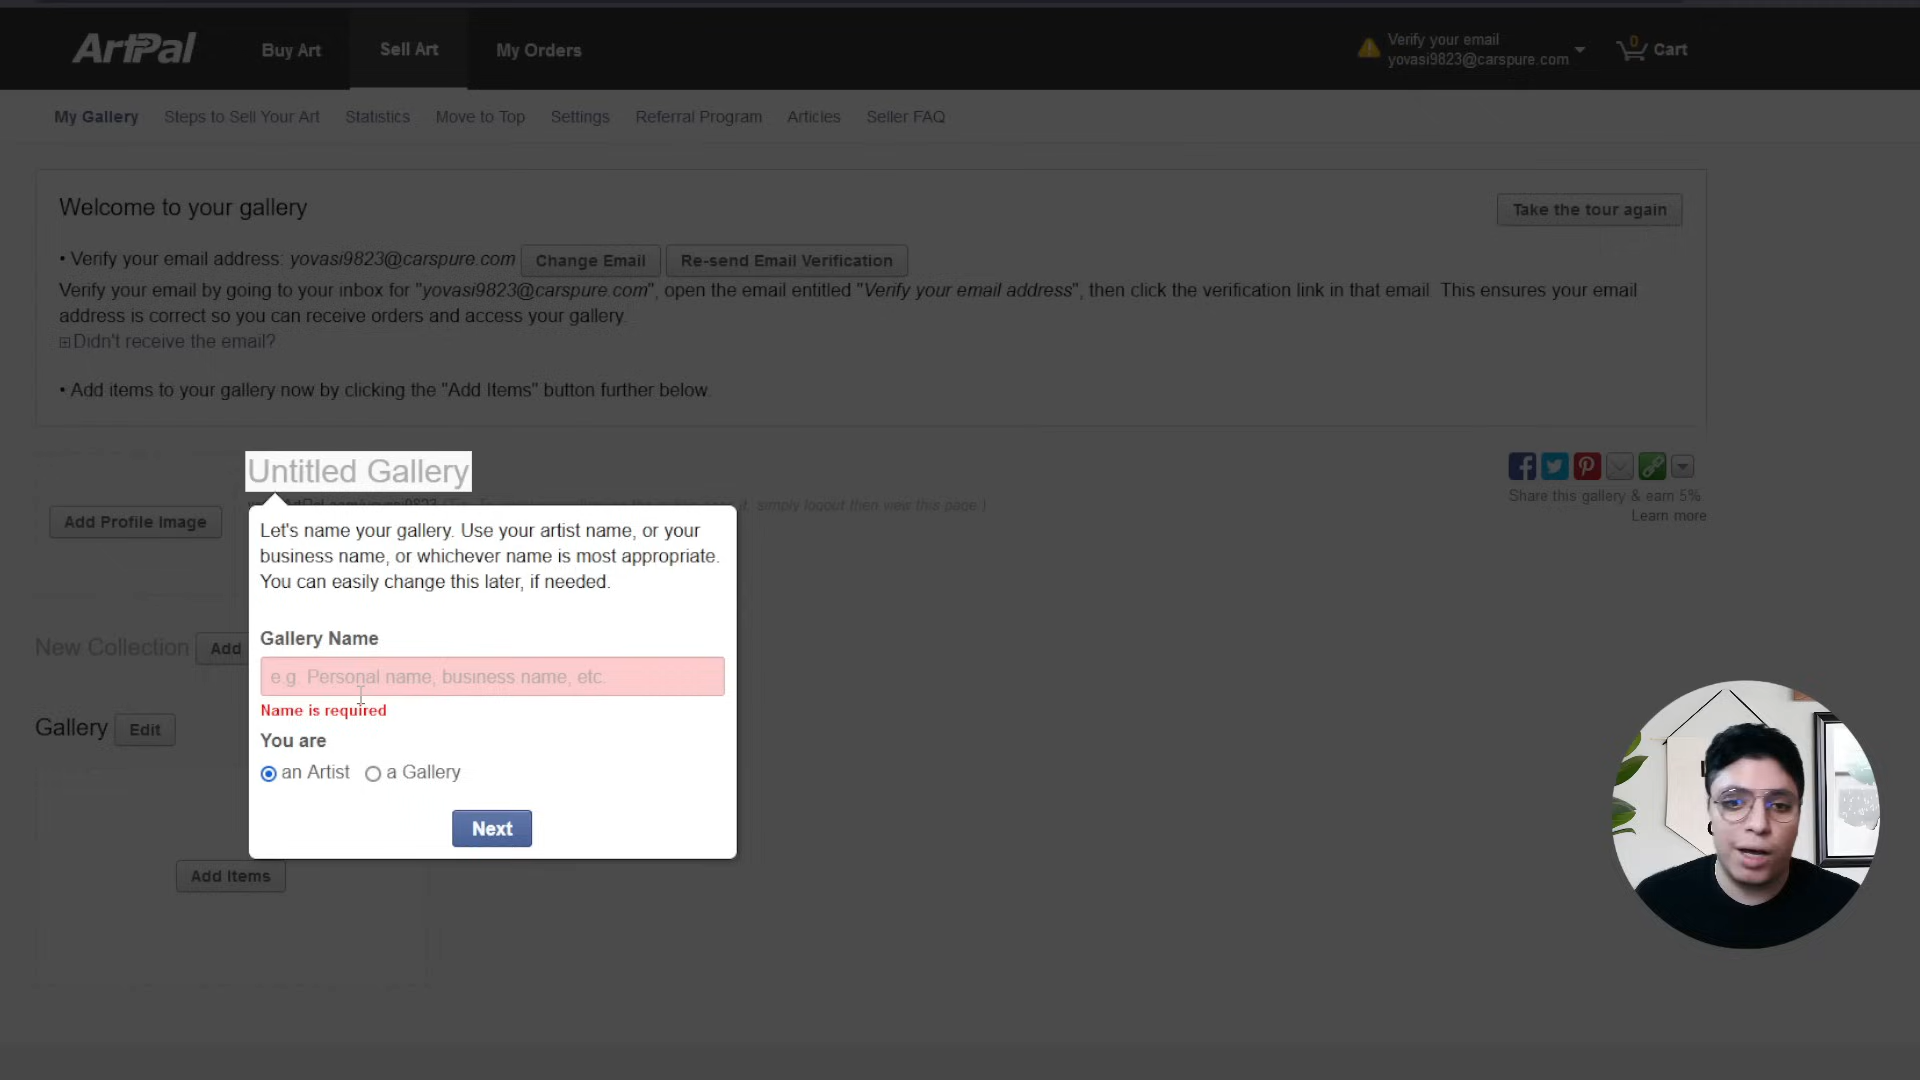 ArtPal
Buy Art
Sell Art
My Orders
Verify your email
yovasi9823@carspure.com
0
Cart
My Gallery
Steps to Sell Your Art
Statistics
Move to Top
Settings
Referral Program
Articles
Seller FAQ
Welcome to your gallery
Take the tour again
• Verify your email address: yovasi9823@carspure.com
Change Email
Re-send Email Verification
Verify your email by going to your inbox for "yovasi9823@carspure.com", open the email entitled "Verify your email address", then click the verification link in that email. This ensures your email
address is correct so you can receive orders and access your gallery.
Didn't receive the email?
• Add items to your gallery now by clicking the "Add Items" button further below.
Untitled Gallery
simply logout then view this page.)
Share this gallery & earn 5%
Learn more
Add Profile Image
Let's name your gallery. Use your artist name, or your
business name, or whichever name is most appropriate.
You can easily change this later, if needed.
Gallery Name
e.g. Personal name, business name, etc.
Name is required
You are
an Artist
a Gallery
Next
New Collection
Add
Gallery
Edit
Add Items